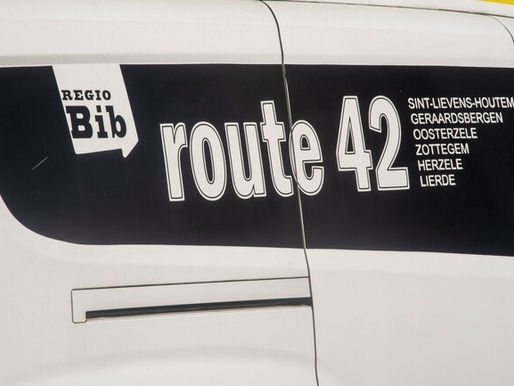 REGIO
Bib
route 42
SINT-LIEVENS-HOUTEM
GERAARDSBERGEN
OOSTERZELE
ZOTTEGEM
HERZELE
LIERDE